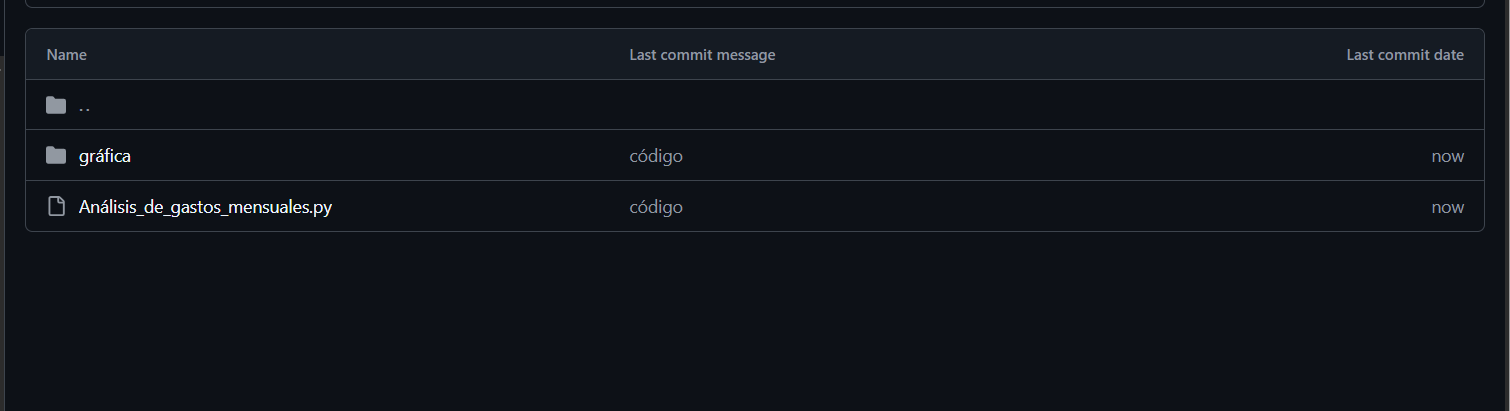 Name Last commit message Last commit date
..
gráfica código now
Análisis_de_gastos_mensuales.py código now